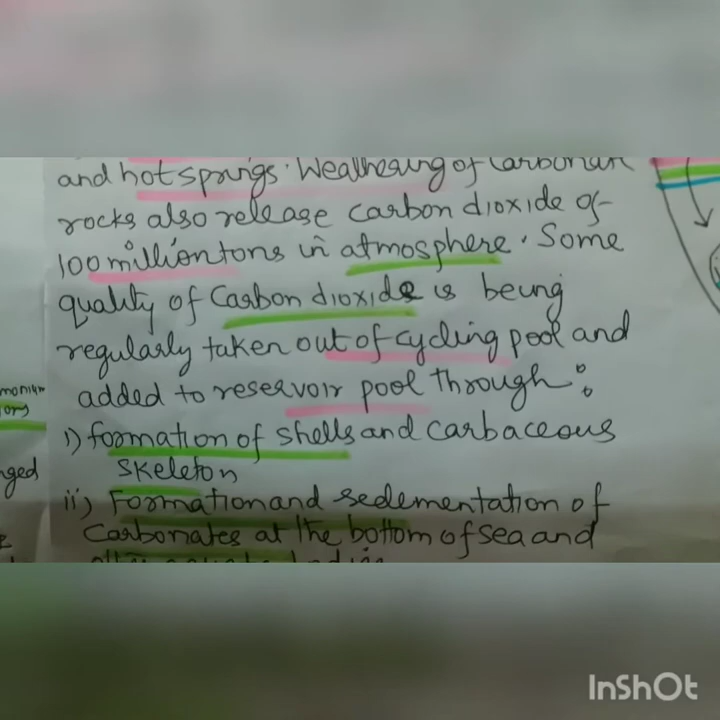 and hot springs. Weathering of Carbonate
rocks also release carbon dioxide of
100 million tons in atmosphere. Some
quality of Carbon dioxide is being
regularly taken out of cycling pool and
added to reservoir pool through:
i) formation of shells and carbaceous
skeleton
ii) Formation and sedementation of
Carbonates at the bottom of sea and
InShOt